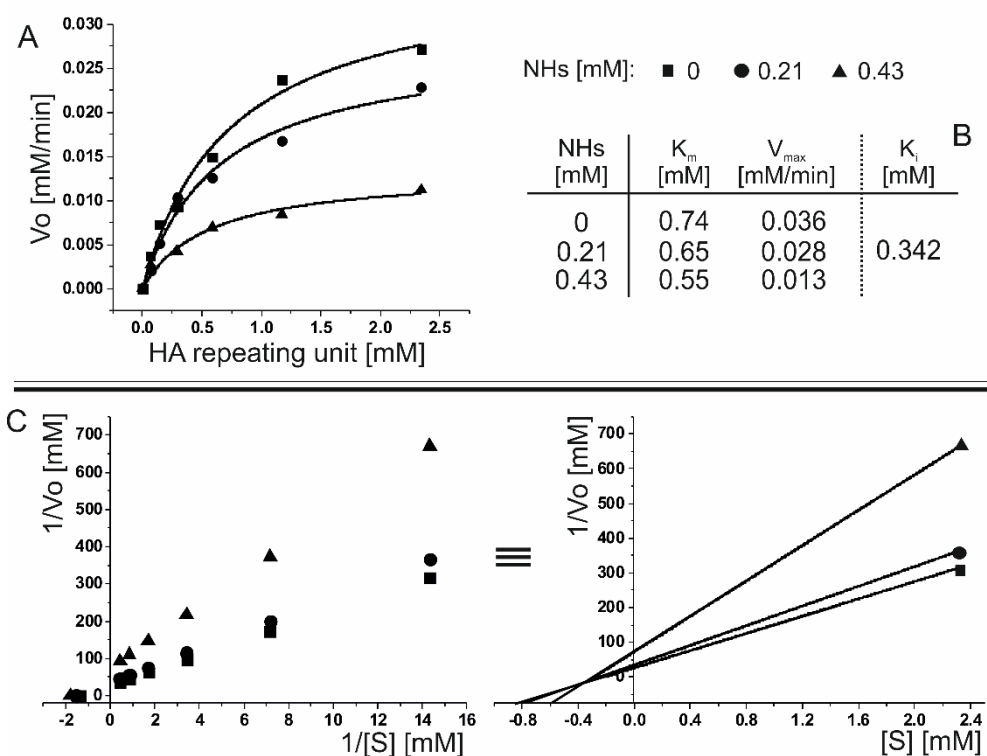 A
Vo [mM/min]
0.030
0.025
0.020
0.015
0.010
0.005
0.000
0.0 0.5 1.0 1.5 2.0 2.5
HA repeating unit [mM]
NHs [mM]: 0 0.21 0.43
B
NHs Km Vmax Ki
[mM] [mM] [mM/min] [mM]
0 0.74 0.036
0.21 0.65 0.028 0.342
0.43 0.55 0.013
C
1/Vo [mM]
700
600
500
400
300
200
100
0
-2 0 2 4 6 8 10 12 14 16
1/[S] [mM]
1/Vo [mM]
700
600
500
400
300
200
100
0
-0.8 -0.4 0.0 0.4 0.8 1.2 1.6 2.0 2.4
[S] [mM]